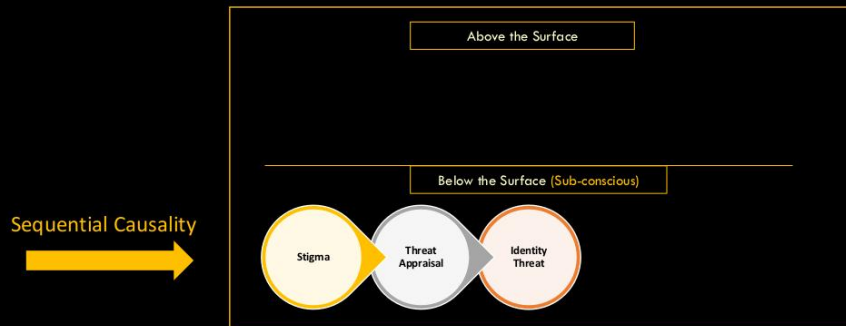 Above the Surface
Below the Surface (Sub-conscious)
Sequential Causality
Stigma
Threat
Appraisal
Identity
Threat